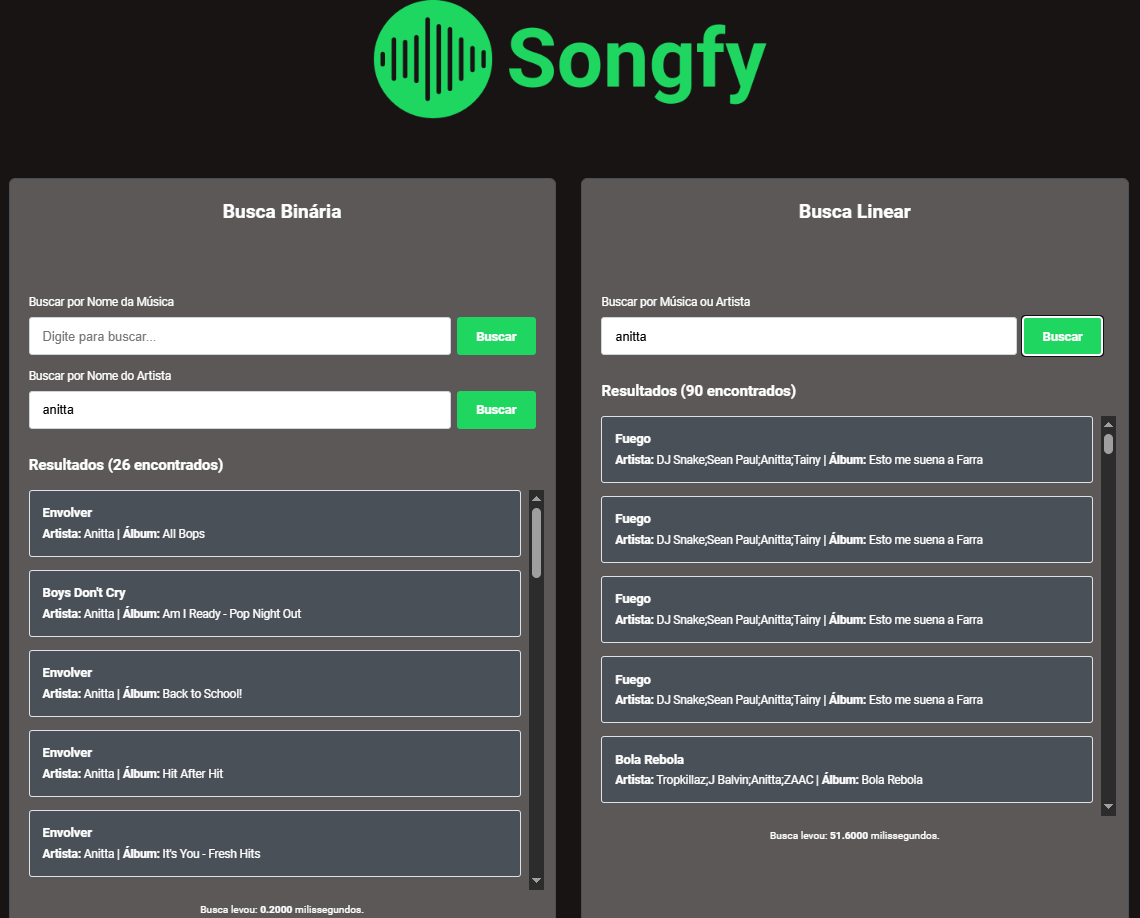 Songfy
Busca Binária
Buscar por Nome da Música
Digite para buscar...
Buscar
Buscar por Nome do Artista
anitta
Buscar
Resultados (26 encontrados)
Envolver
Artista: Anitta | Álbum: All Bops
Boys Don't Cry
Artista: Anitta | Álbum: Am I Ready - Pop Night Out
Envolver
Artista: Anitta | Álbum: Back to School!
Envolver
Artista: Anitta | Álbum: Hit After Hit
Envolver
Artista: Anitta | Álbum: It's You - Fresh Hits
Busca levou: 0.2000 milissegundos.
Busca Linear
Buscar por Música ou Artista
anitta
Buscar
Resultados (90 encontrados)
Fuego
Artista: DJ Snake;Sean Paul;Anitta;Tainy | Álbum: Esto me suena a Farra
Fuego
Artista: DJ Snake;Sean Paul;Anitta;Tainy | Álbum: Esto me suena a Farra
Fuego
Artista: DJ Snake;Sean Paul;Anitta;Tainy | Álbum: Esto me suena a Farra
Fuego
Artista: DJ Snake;Sean Paul;Anitta;Tainy | Álbum: Esto me suena a Farra
Bola Rebola
Artista: Tropkillaz;J Balvin;Anitta;ZAAC | Álbum: Bola Rebola
Busca levou: 51.6000 milissegundos.